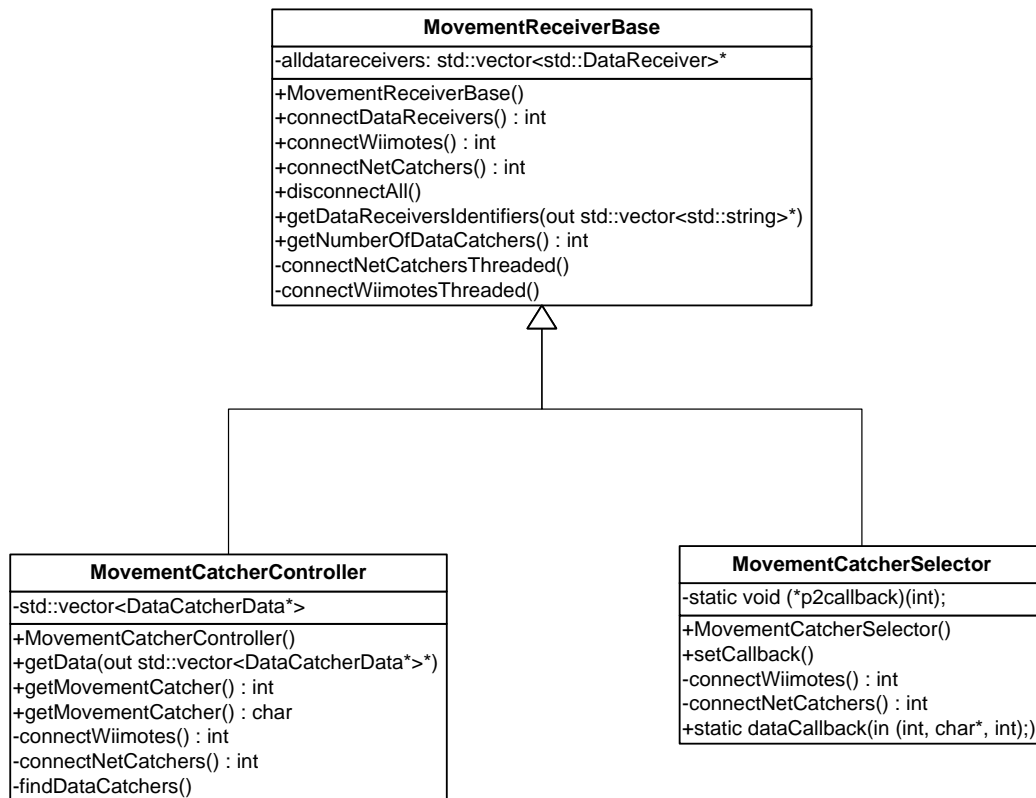 MovementReceiverBase
-alldatareceivers: std::vector<std::DataReceiver>*
+MovementReceiverBase()
+connectDataReceivers() : int
+connectWiimotes() : int
+connectNetCatchers() : int
+disconnectAll()
+getDataReceiversIdentifiers(out std::vector<std::string>*)
+getNumberOfDataCatchers() : int
-connectNetCatchersThreaded()
-connectWiimotesThreaded()
MovementCatcherController
-std::vector<DataCatcherData*>
+MovementCatcherController()
+getData(out std::vector<DataCatcherData*>*)
+getMovementCatcher() : int
+getMovementCatcher() : char
-connectWiimotes() : int
-connectNetCatchers() : int
-findDataCatchers()
MovementCatcherSelector
-static void (*p2callback)(int);
+MovementCatcherSelector()
+setCallback()
-connectWiimotes() : int
-connectNetCatchers() : int
+static dataCallback(in (int, char*, int);)